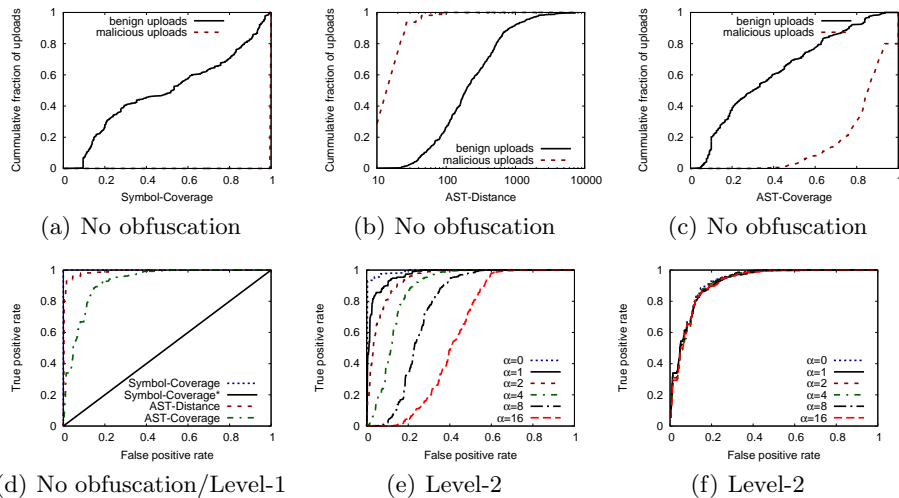 Cummulative fraction of uploads
1
0.8
0.6
0.4
0.2
0
benign uploads
malicious uploads
0 0.2 0.4 0.6 0.8 1
Symbol-Coverage
(a) No obfuscation
Cummulative fraction of uploads
1
0.8
0.6
0.4
0.2
0
benign uploads
malicious uploads
10 100 1000 10000
AST-Distance
(b) No obfuscation
Cummulative fraction of uploads
1
0.8
0.6
0.4
0.2
0
benign uploads
malicious uploads
0 0.2 0.4 0.6 0.8 1
AST-Coverage
(c) No obfuscation
True positive rate
1
0.8
0.6
0.4
0.2
0
Symbol-Coverage
Symbol-Coverage*
AST-Distance
AST-Coverage
0 0.2 0.4 0.6 0.8 1
False positive rate
(d) No obfuscation/Level-1
True positive rate
1
0.8
0.6
0.4
0.2
0
α=0
α=1
α=2
α=4
α=8
α=16
0 0.2 0.4 0.6 0.8 1
False positive rate
(e) Level-2
True positive rate
1
0.8
0.6
0.4
0.2
0
α=0
α=1
α=2
α=4
α=8
α=16
0 0.2 0.4 0.6 0.8 1
False positive rate
(f) Level-2